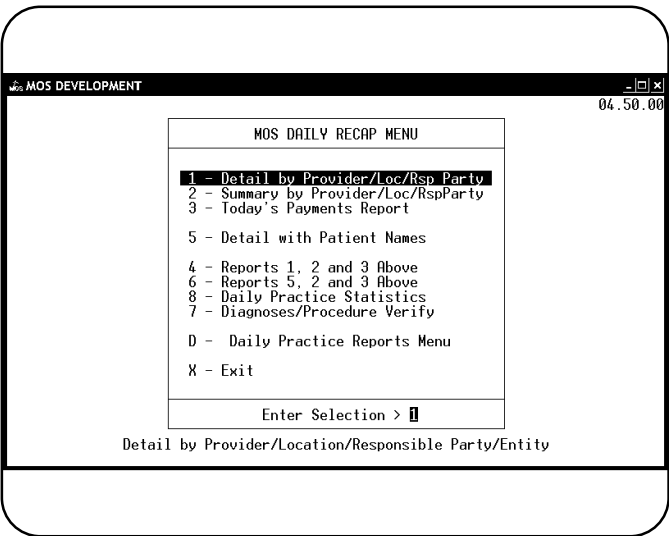 MOS MOS DEVELOPMENT
04.50.00
MOS DAILY RECAP MENU
1 - Detail by Provider/Loc/Rsp Party
2 - Summary by Provider/Loc/RspParty
3 - Today's Payments Report
5 - Detail with Patient Names
4 - Reports 1, 2 and 3 Above
6 - Reports 5, 2 and 3 Above
8 - Daily Practice Statistics
7 - Diagnoses/Procedure Verify
D - Daily Practice Reports Menu
X - Exit
Enter Selection > 1
Detail by Provider/Location/Responsible Party/Entity